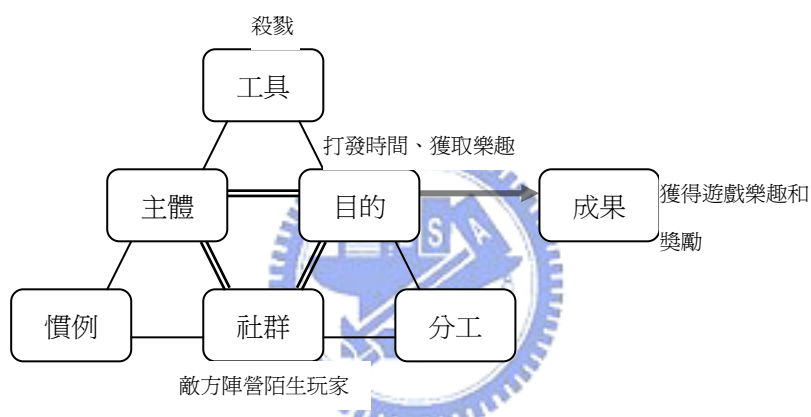 殺戮
工具
打發時間、獲取樂趣
主體
目的
成果
獲得遊戲樂趣和
獎勵
慣例
社群
分工
敵方陣營陌生玩家